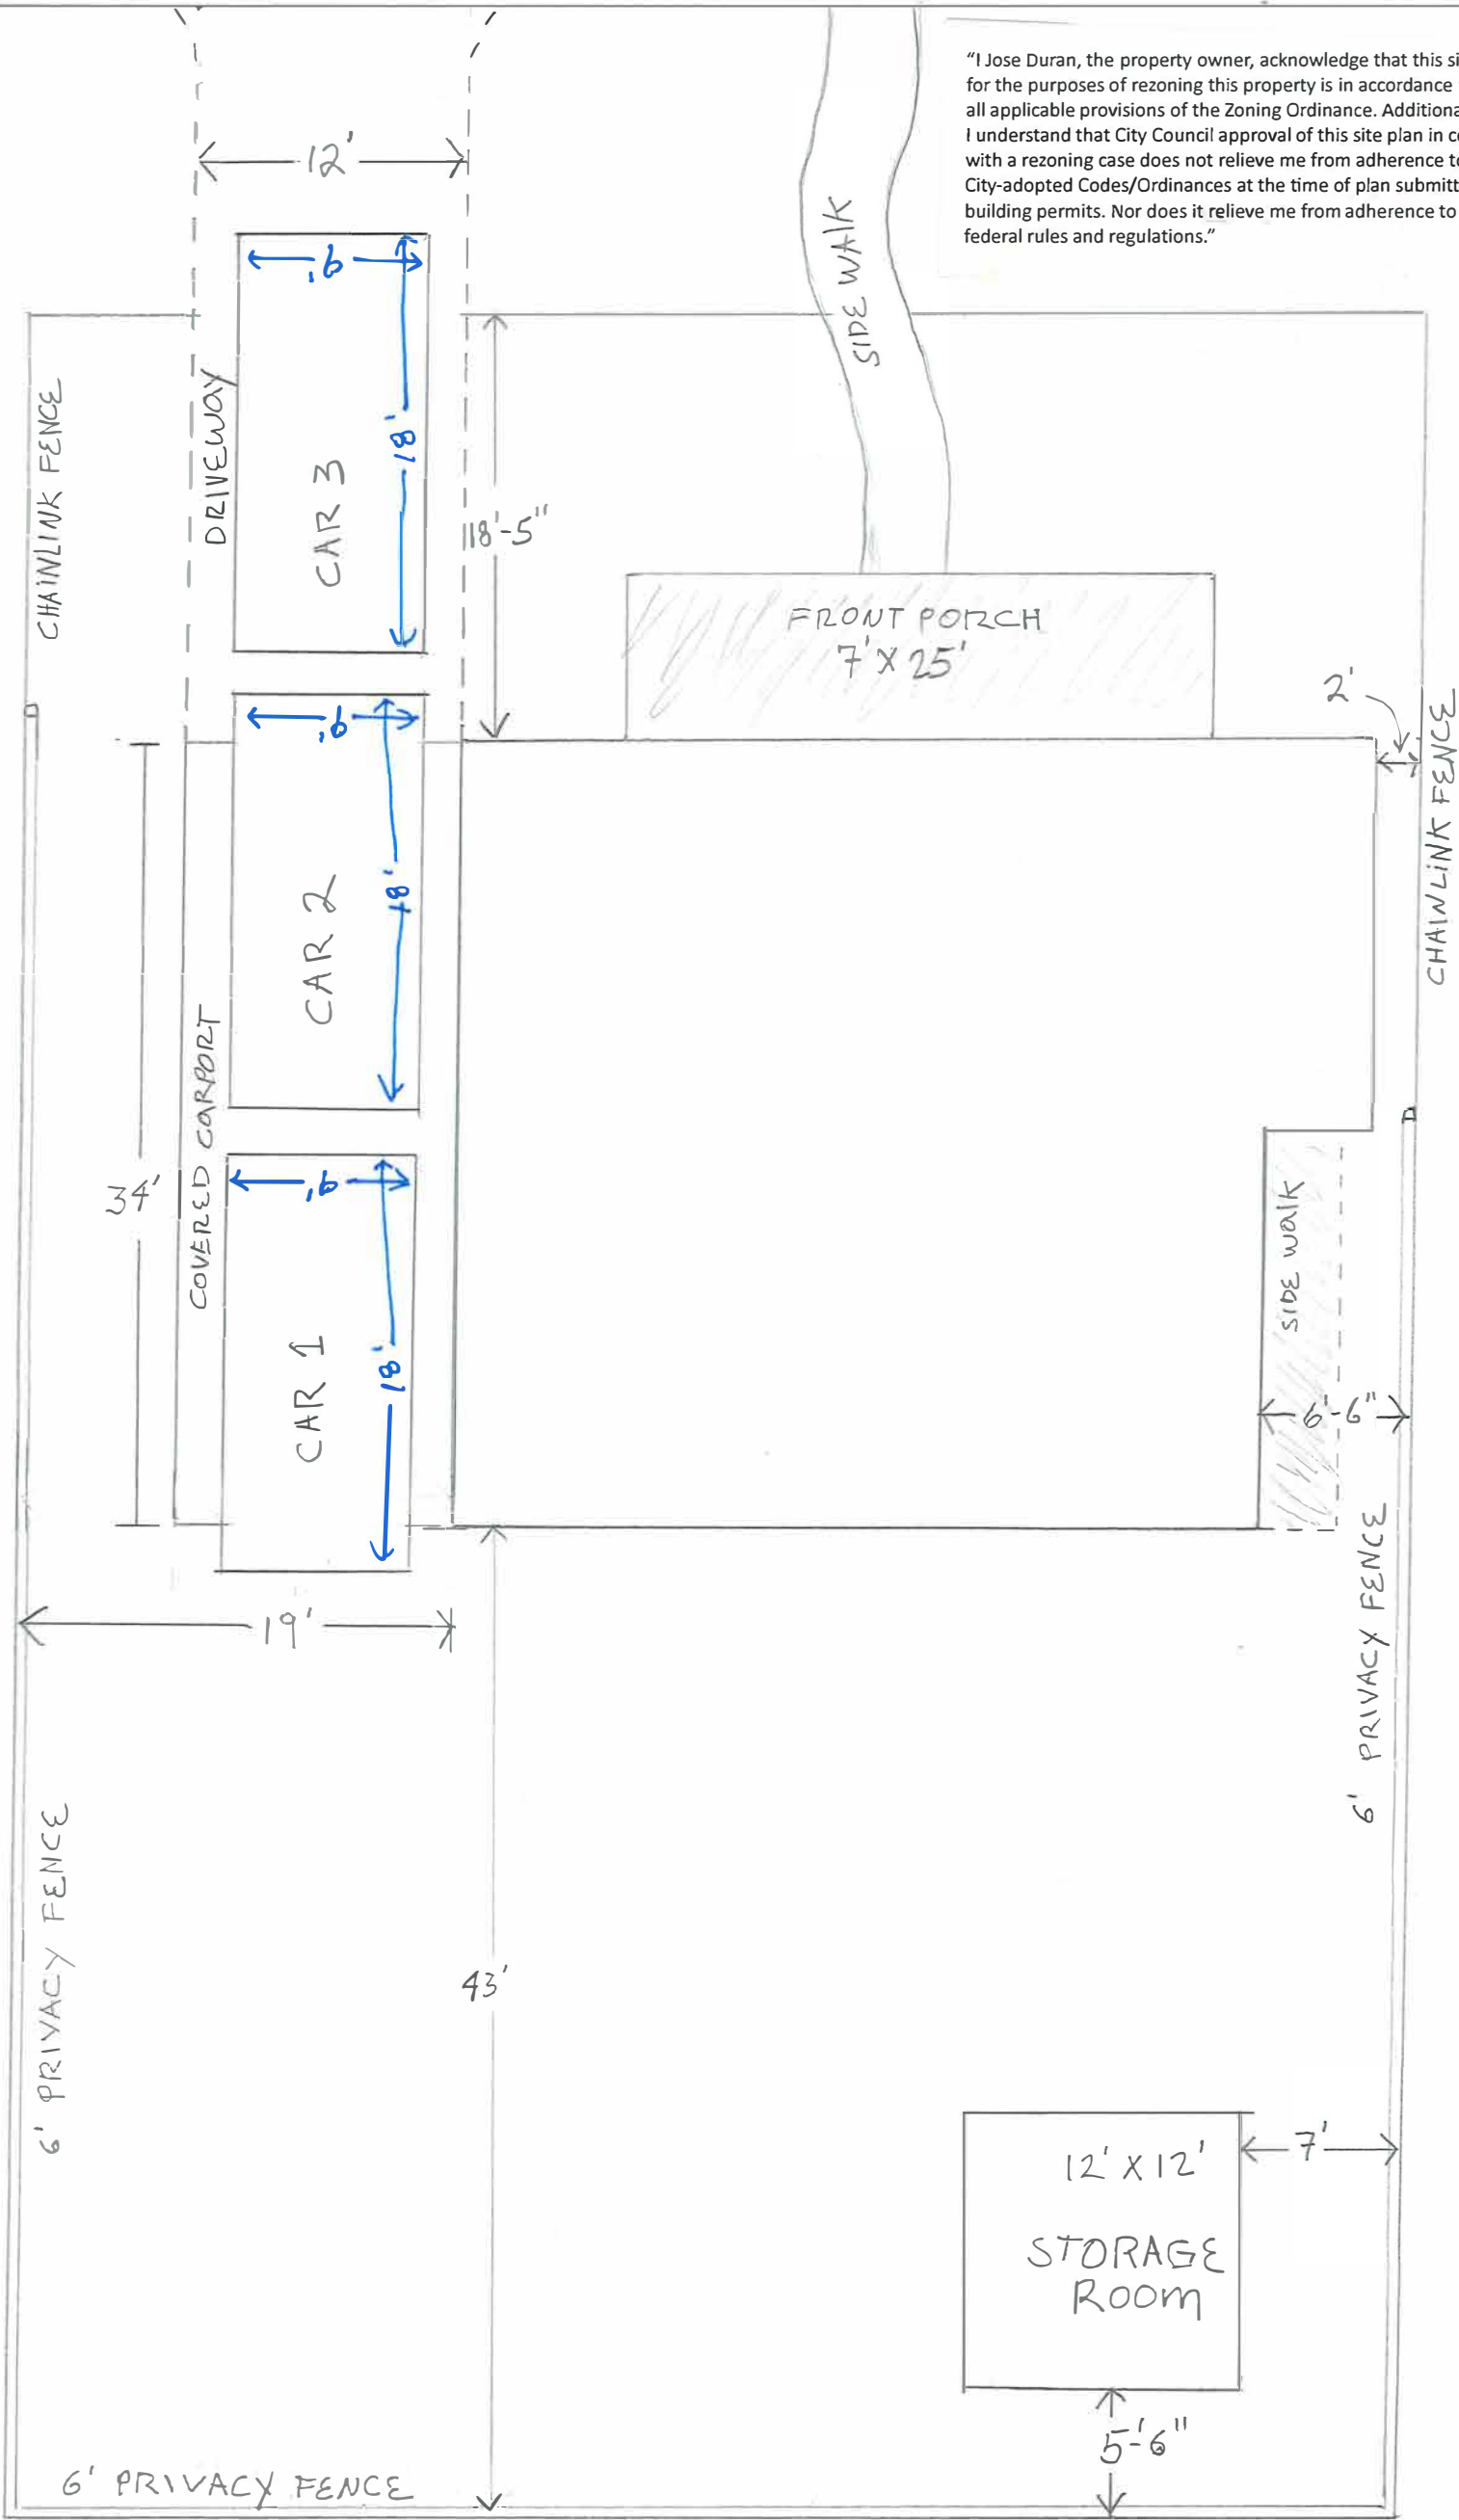 "I Jose Duran, the property owner, acknowledge that this si
for the purposes of rezoning this property is in accordance
all applicable provisions of the Zoning Ordinance. Additiona
I understand that City Council approval of this site plan in c
with a rezoning case does not relieve me from adherence to
City-adopted Codes/Ordinances at the time of plan submitt
building permits. Nor does it relieve me from adherence to
federal rules and regulations."
12'
SIDE WALK
9'
CHAINLINK FENCE
DRIVEWAY
CAR 3
18'
18'-5"
FRONT PORCH
7' X 25'
2'
CHAINLINK FENCE
9'
CAR 2
18'
34'
COVERED CARPORT
9'
CAR 1
18'
SIDE Walk
6'-6"
6' PRIVACY FENCE
19'
6' PRIVACY FENCE
43'
12' X 12'
STORAGE
ROOM
7'
5'-6"
6' PRIVACY FENCE